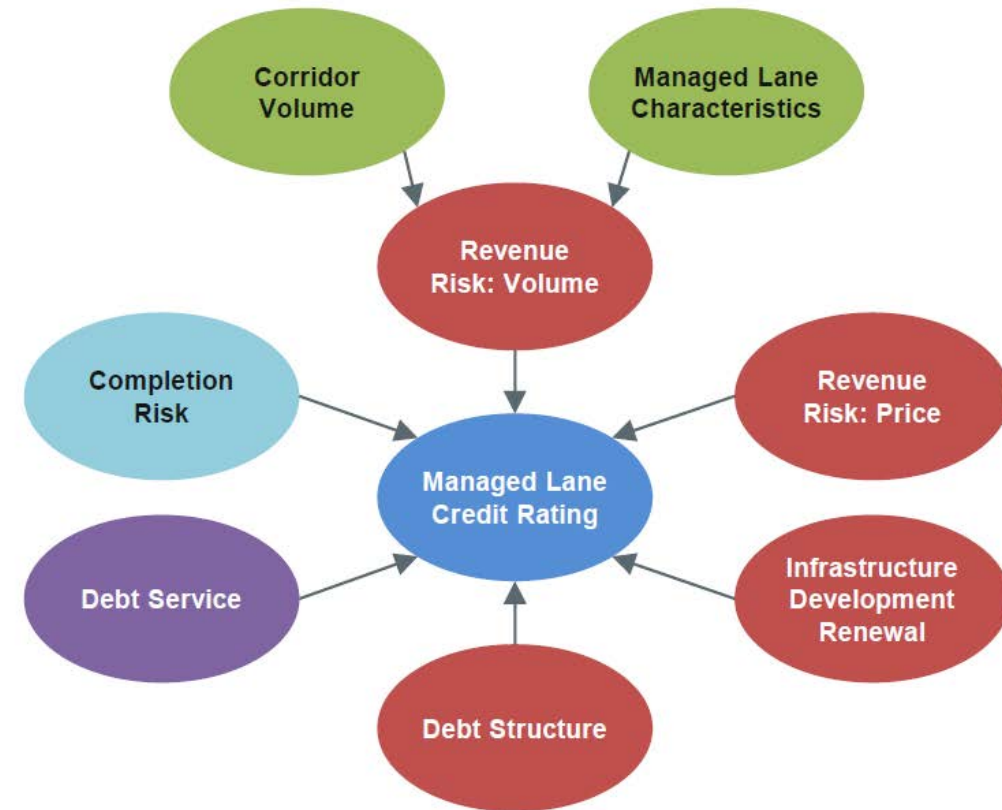 Corridor
Volume
Managed Lane
Characteristics
Revenue
Risk: Volume
Completion
Risk
Revenue
Risk: Price
Managed Lane
Credit Rating
Debt Service
Infrastructure
Development
Renewal
Debt Structure